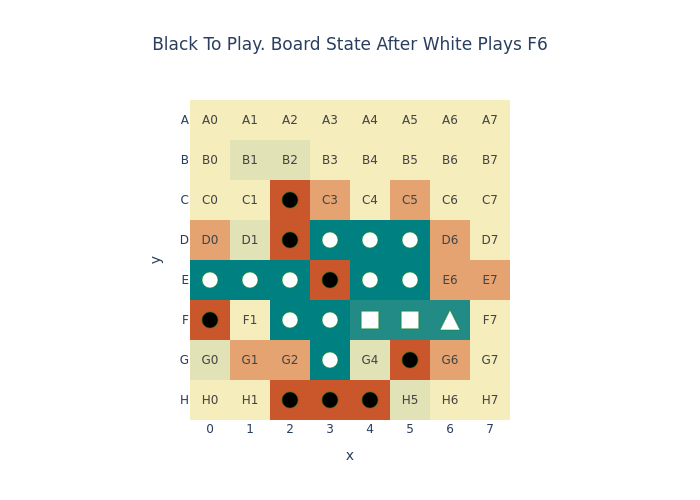 Black To Play. Board State After White Plays F6
A A0 A1 A2 A3 A4 A5 A6 A7
B B0 B1 B2 B3 B4 B5 B6 B7
C C0 C1 C3 C4 C5 C6 C7
D D0 D1 D6 D7
y
E E6 E7
F F1 F7
G G0 G1 G2 G4 G6 G7
H H0 H1 H5 H6 H7
0 1 2 3 4 5 6 7
x